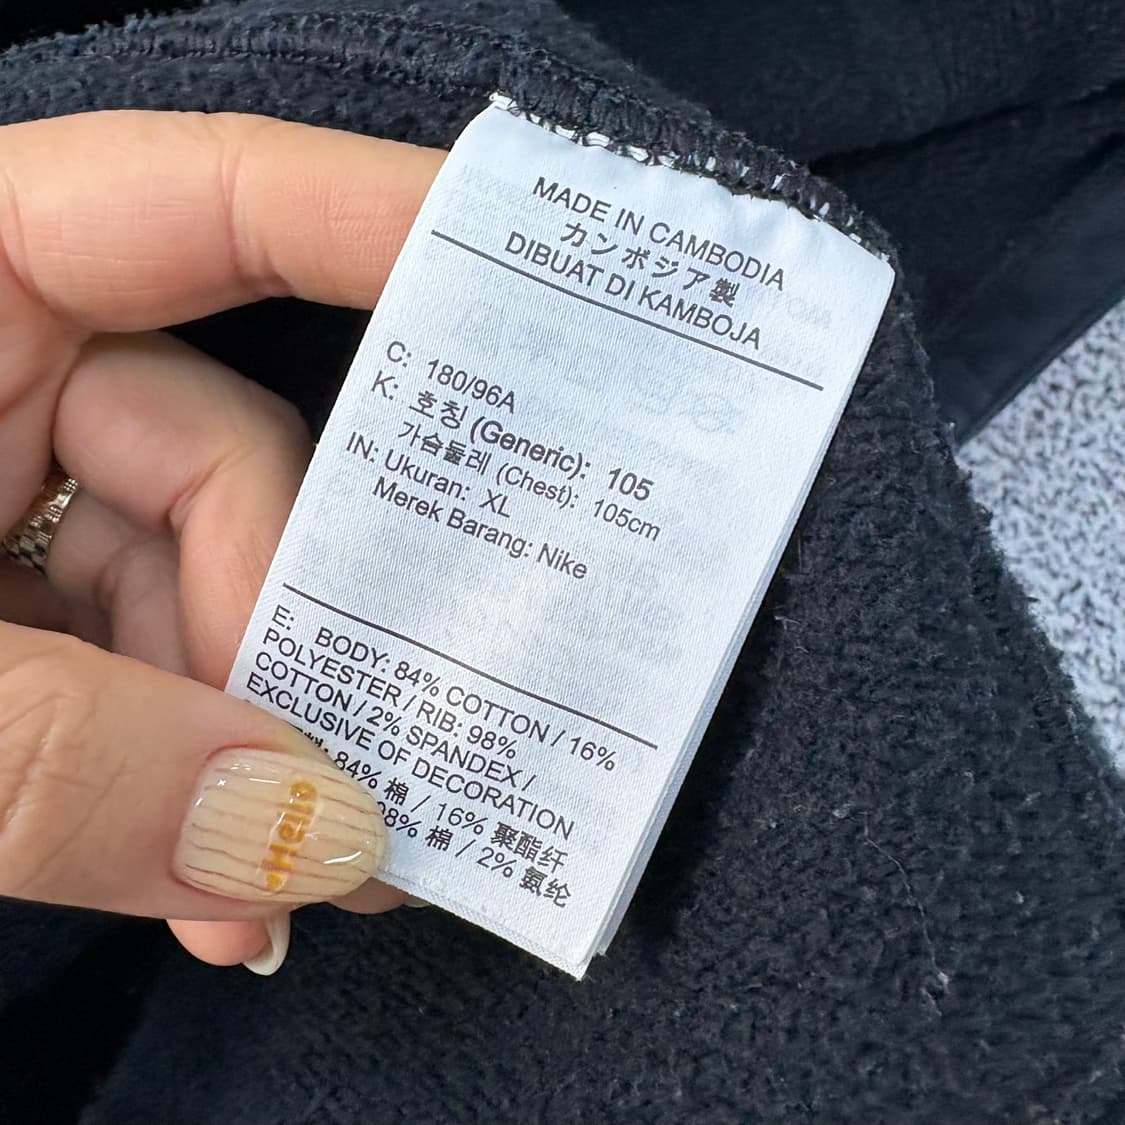 MADE IN CAMBODIA
カンボジア製
DIBUAT DI KAMBOJA
C: 180/96A
K: 호칭 (Generic): 105
가슴둘레 (Chest): 105cm
IN: Ukuran: XL
Merek Barang: Nike
E: BODY: 84% COTTON / 16%
POLYESTER / RIB: 98%
COTTON / 2% SPANDEX /
EXCLUSIVE OF DECORATION
84% 棉 / 16% 聚酯纤
98% 棉 / 2% 氨纶
Hello